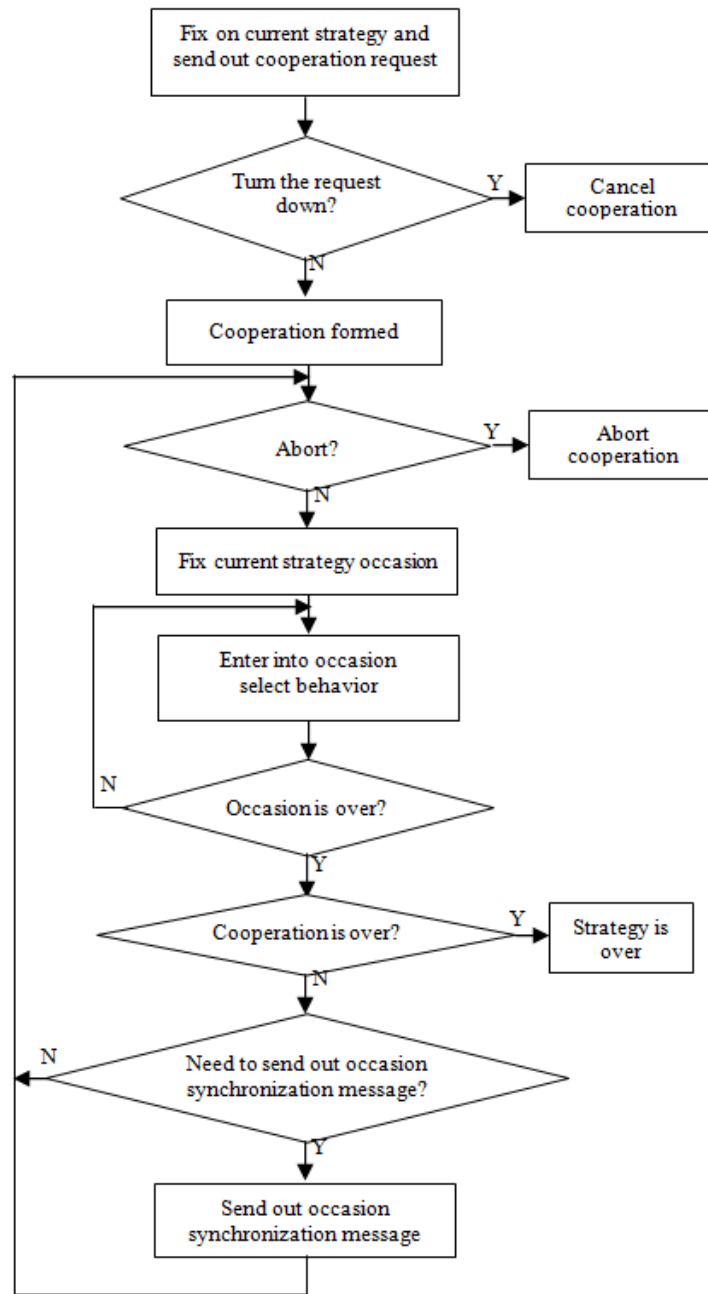 Fix on current strategy and
send out cooperation request
Turn the request
down?
Y
Cancel
cooperation
N
Cooperation formed
Abort?
Y
Abort
cooperation
N
Fix current strategy occasion
Enter into occasion
select behavior
N
Occasion is over?
Y
Cooperation is over?
Y
Strategy is
over
N
N
Need to send out occasion
synchronization message?
Y
Send out occasion
synchronization message